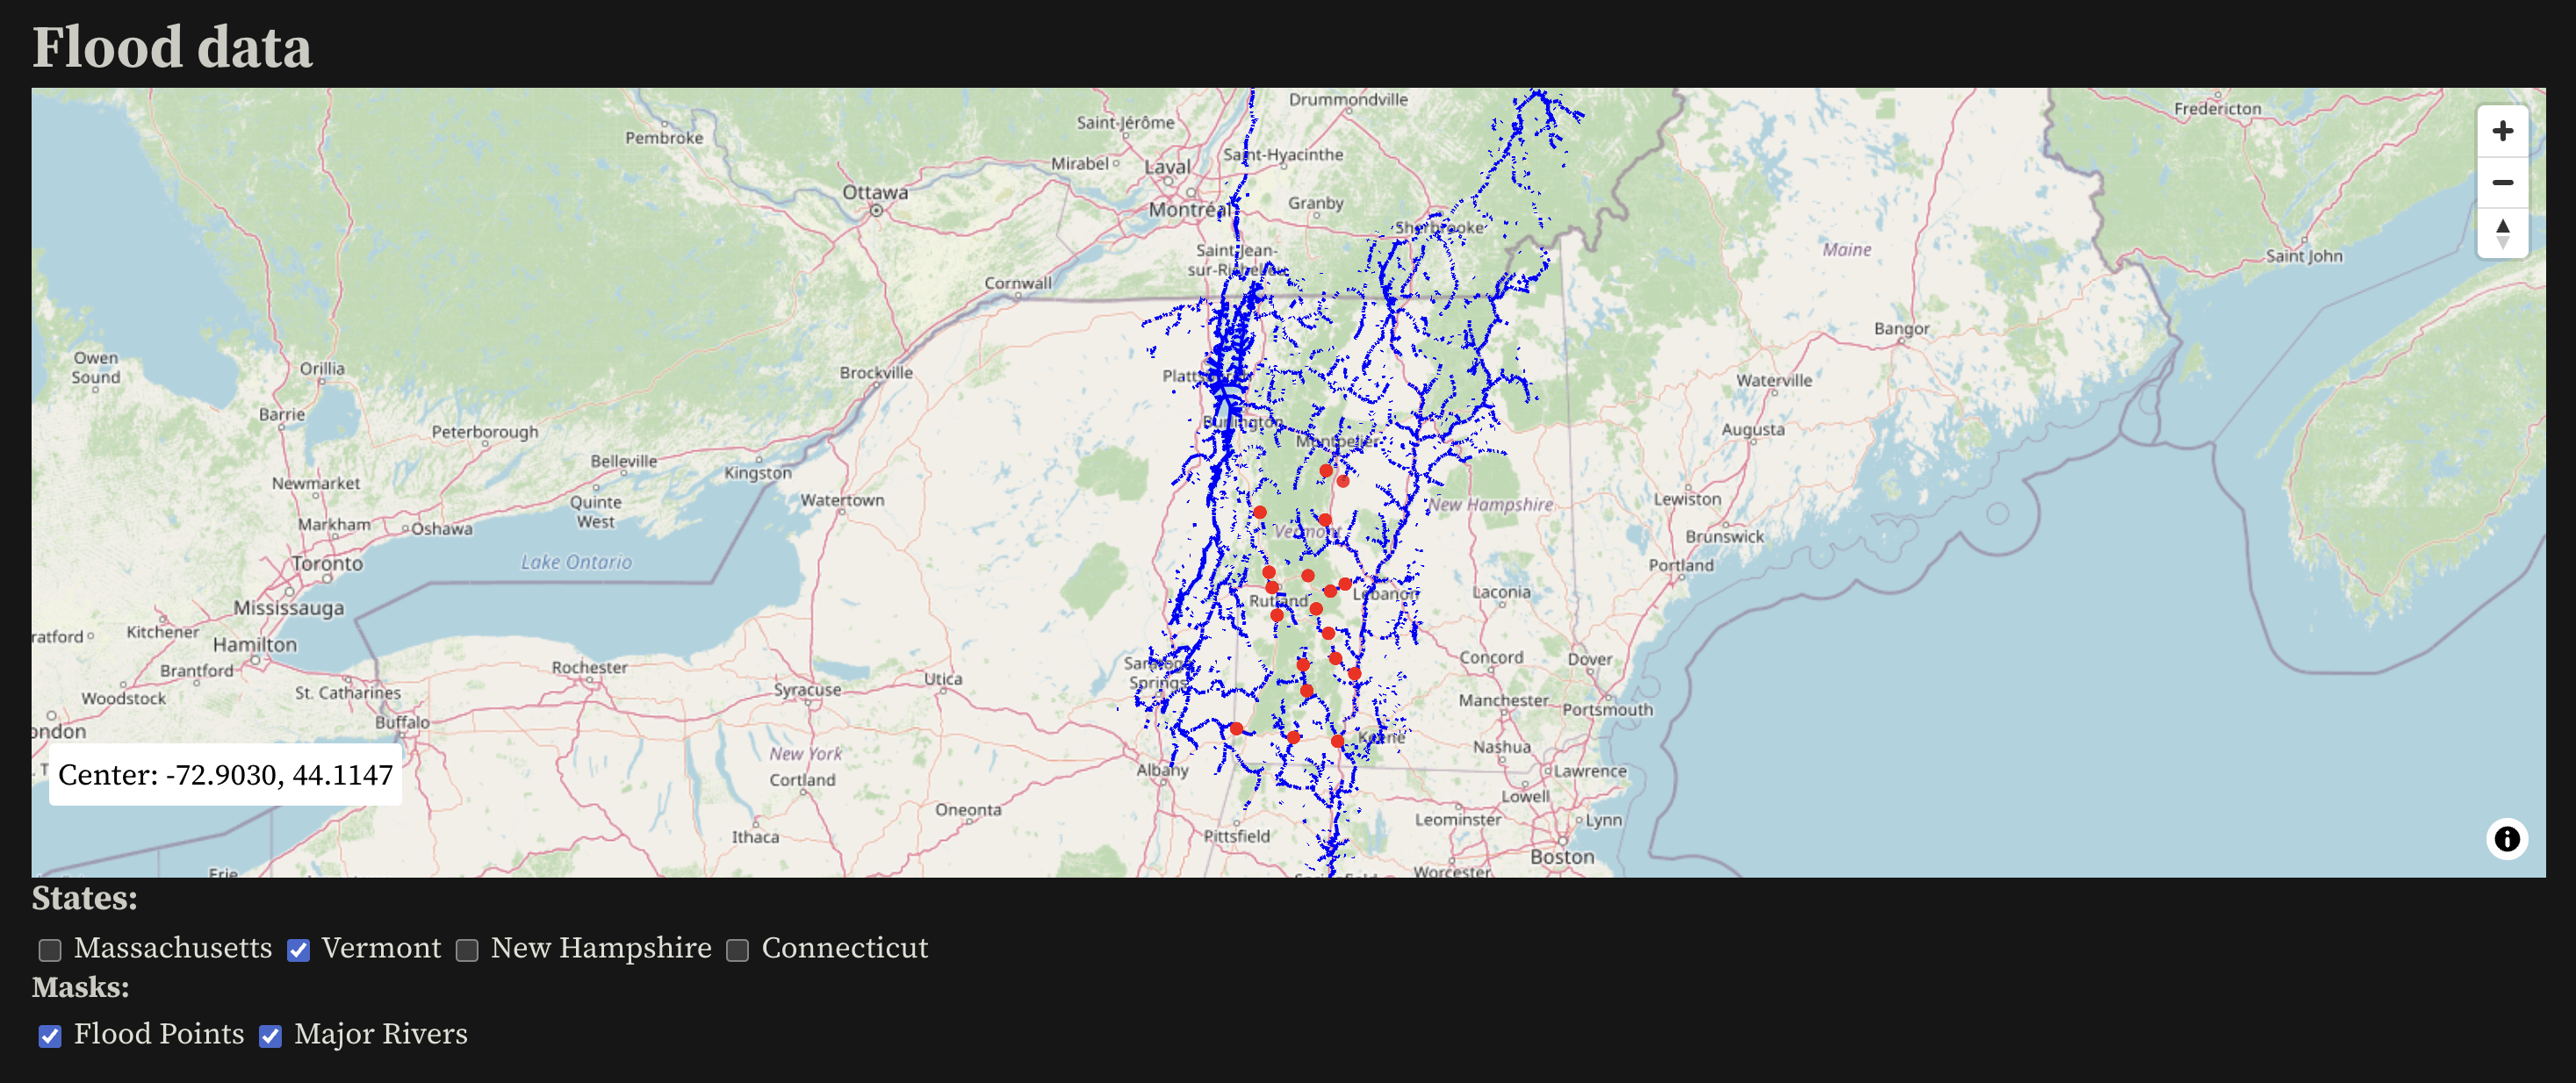 Flood data
Drummondville
Fredericton
Saint-Jérôme
Pembroke
Saint-Hyacinthe
Mirabel
Laval
Ottawa
Granby
Montréal
Sherbrooke
Maine
Saint-Jean-
sur-Richelieu
Saint John
Cornwall
Bangor
Owen
Sound
Orillia
Brockville
Plattsburgh
Waterville
Barrie
Burlington
Peterborough
Augusta
Montpelier
Belleville
Kingston
Newmarket
Watertown
Lewiston
Quinte
West
New Hampshire
Markham
Oshawa
Vermont
Brunswick
Toronto
Lake Ontario
Portland
Rutland
Lebanon
Laconia
Mississauga
Kitchener
ratford
Hamilton
Concord
Dover
Saratoga
Springs
Rochester
Brantford
Utica
St. Catharines
Syracuse
Woodstock
Manchester
Portsmouth
Buffalo
ondon
Keene
Nashua
New York
Albany
Lawrence
Center: -72.9030, 44.1147
Cortland
Lowell
Oneonta
Leominster
Lynn
Ithaca
Pittsfield
Boston
Worcester
Erie
States:
Massachusetts Vermont New Hampshire Connecticut
Masks:
Flood Points Major Rivers